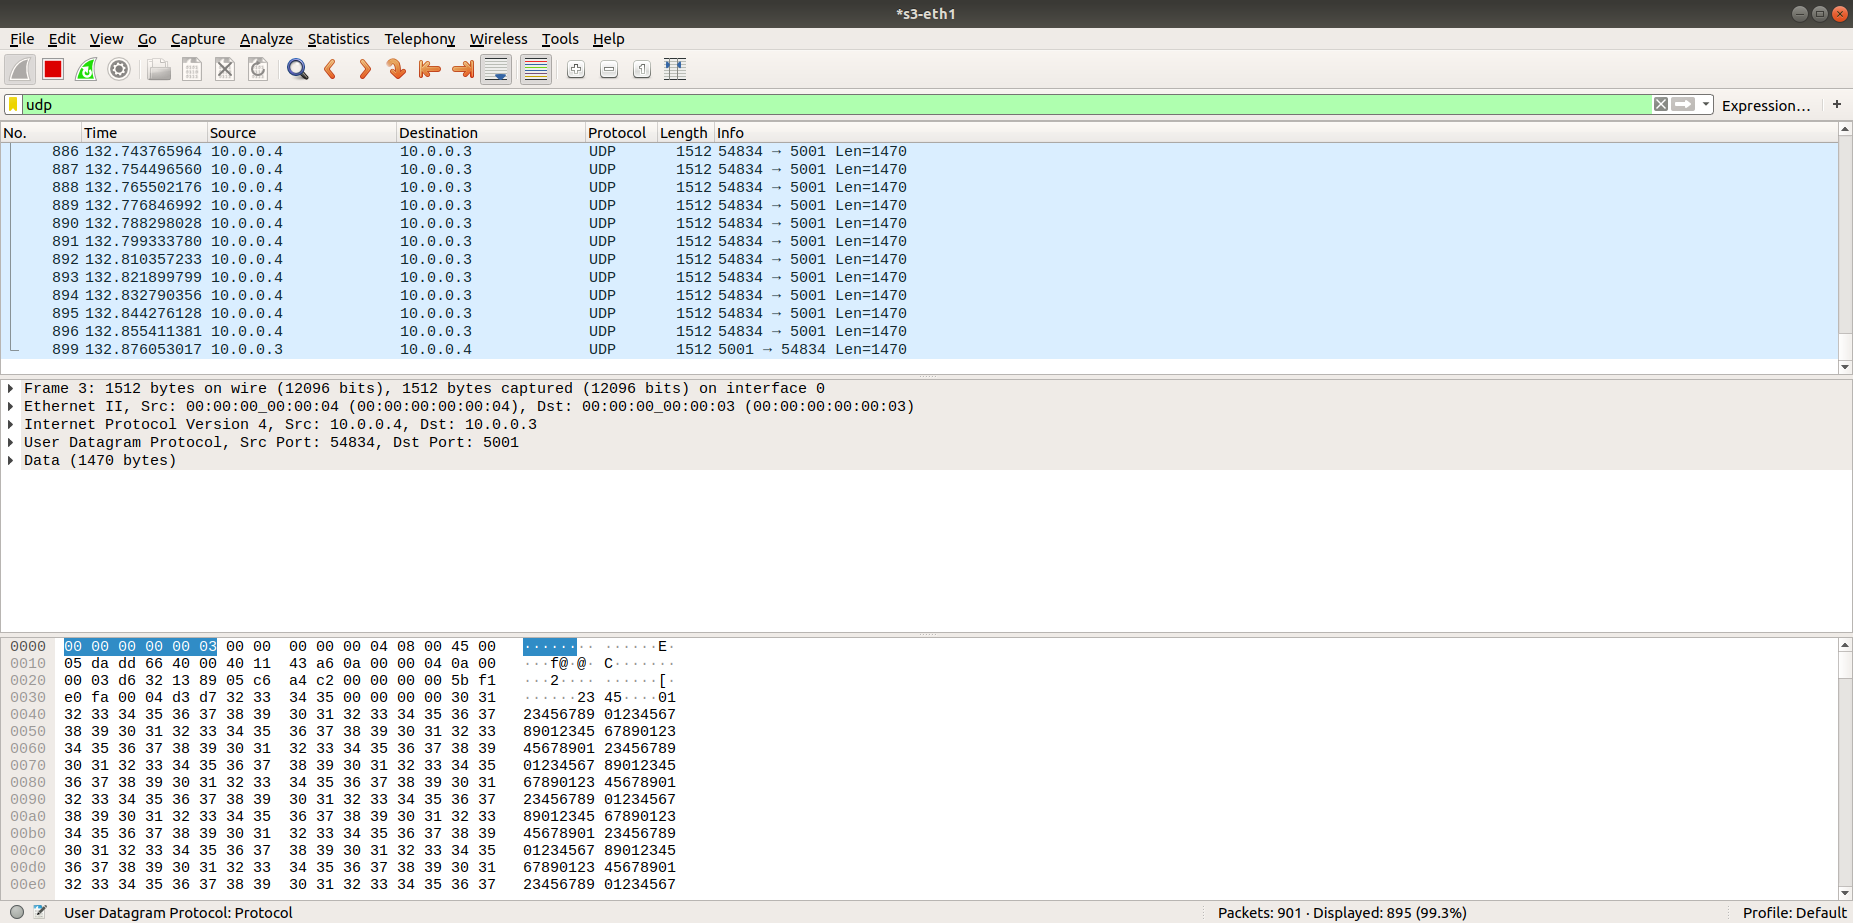 *s3-eth1
File Edit View Go Capture Analyze Statistics Telephony Wireless Tools Help
udp Expression… +
No. Time Source Destination Protocol Length Info
886 132.743765964 10.0.0.4 10.0.0.3 UDP 1512 54834 → 5001 Len=1470
887 132.754496560 10.0.0.4 10.0.0.3 UDP 1512 54834 → 5001 Len=1470
888 132.765502176 10.0.0.4 10.0.0.3 UDP 1512 54834 → 5001 Len=1470
889 132.776846992 10.0.0.4 10.0.0.3 UDP 1512 54834 → 5001 Len=1470
890 132.788298028 10.0.0.4 10.0.0.3 UDP 1512 54834 → 5001 Len=1470
891 132.799333780 10.0.0.4 10.0.0.3 UDP 1512 54834 → 5001 Len=1470
892 132.810357233 10.0.0.4 10.0.0.3 UDP 1512 54834 → 5001 Len=1470
893 132.821899799 10.0.0.4 10.0.0.3 UDP 1512 54834 → 5001 Len=1470
894 132.832790356 10.0.0.4 10.0.0.3 UDP 1512 54834 → 5001 Len=1470
895 132.844276128 10.0.0.4 10.0.0.3 UDP 1512 54834 → 5001 Len=1470
896 132.855411381 10.0.0.4 10.0.0.3 UDP 1512 54834 → 5001 Len=1470
899 132.876053017 10.0.0.3 10.0.0.4 UDP 1512 5001 → 54834 Len=1470
Frame 3: 1512 bytes on wire (12096 bits), 1512 bytes captured (12096 bits) on interface 0
Ethernet II, Src: 00:00:00_00:00:04 (00:00:00:00:00:04), Dst: 00:00:00_00:00:03 (00:00:00:00:00:03)
Internet Protocol Version 4, Src: 10.0.0.4, Dst: 10.0.0.3
User Datagram Protocol, Src Port: 54834, Dst Port: 5001
Data (1470 bytes)
0000 00 00 00 00 00 03 00 00 00 00 00 04 08 00 45 00 ········ ······E·
0010 05 da dd 66 40 00 40 11 43 a6 0a 00 00 04 0a 00 ···f@·@· C·······
0020 00 03 d6 32 13 89 05 c6 a4 c2 00 00 00 00 5b f1 ···2···· ······[·
0030 e0 fa 00 04 d3 d7 32 33 34 35 00 00 00 00 30 31 ······23 45····01
0040 32 33 34 35 36 37 38 39 30 31 32 33 34 35 36 37 23456789 01234567
0050 38 39 30 31 32 33 34 35 36 37 38 39 30 31 32 33 89012345 67890123
0060 34 35 36 37 38 39 30 31 32 33 34 35 36 37 38 39 45678901 23456789
0070 30 31 32 33 34 35 36 37 38 39 30 31 32 33 34 35 01234567 89012345
0080 36 37 38 39 30 31 32 33 34 35 36 37 38 39 30 31 67890123 45678901
0090 32 33 34 35 36 37 38 39 30 31 32 33 34 35 36 37 23456789 01234567
00a0 38 39 30 31 32 33 34 35 36 37 38 39 30 31 32 33 89012345 67890123
00b0 34 35 36 37 38 39 30 31 32 33 34 35 36 37 38 39 45678901 23456789
00c0 30 31 32 33 34 35 36 37 38 39 30 31 32 33 34 35 01234567 89012345
00d0 36 37 38 39 30 31 32 33 34 35 36 37 38 39 30 31 67890123 45678901
00e0 32 33 34 35 36 37 38 39 30 31 32 33 34 35 36 37 23456789 01234567
User Datagram Protocol: Protocol Packets: 901 · Displayed: 895 (99.3%) Profile: Default